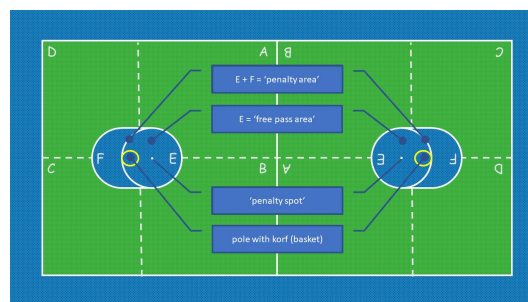 D A B C
E + F = 'penalty area'
E = 'free pass area'
F E E F
C B A D
'penalty spot'
pole with korf (basket)